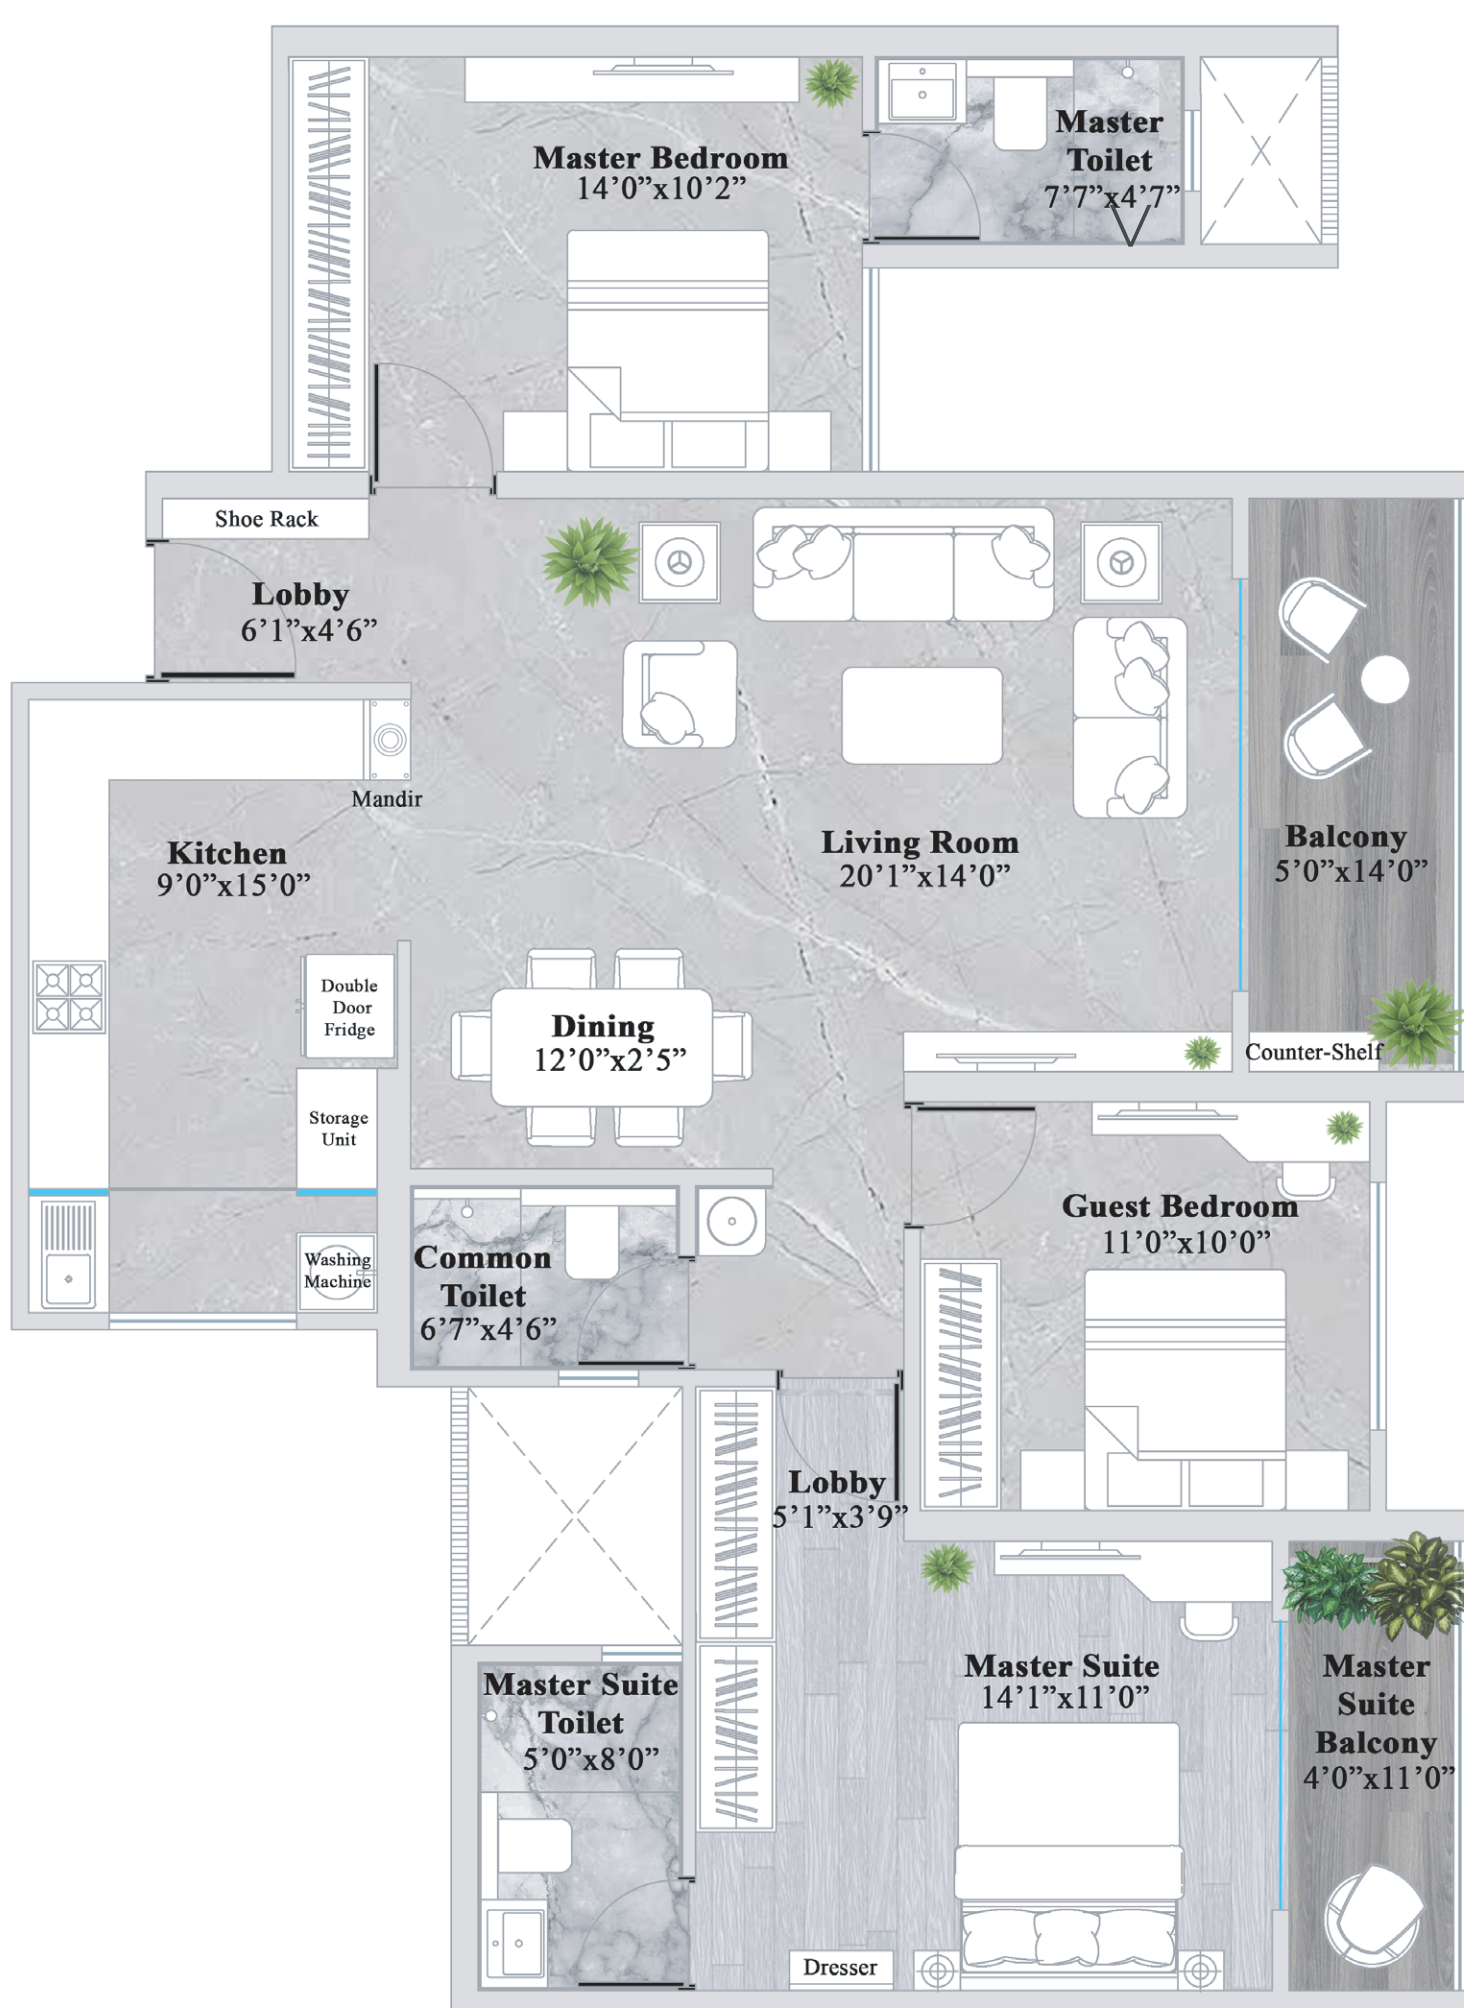 Master Bedroom
14’0”x10’2”
Master
Toilet
7’7”x4’7”
Shoe Rack
Lobby
6’1”x4’6”
Mandir
Kitchen
9’0”x15’0”
Living Room
20’1”x14’0”
Balcony
5’0”x14’0”
Double
Door
Fridge
Dining
12’0”x2’5”
Counter-Shelf
Storage
Unit
Guest Bedroom
11’0”x10’0”
Washing
Machine
Common
Toilet
6’7”x4’6”
Lobby
5’1”x3’9”
Master Suite
Toilet
5’0”x8’0”
Master Suite
14’1”x11’0”
Master
Suite
Balcony
4’0”x11’0”
Dresser